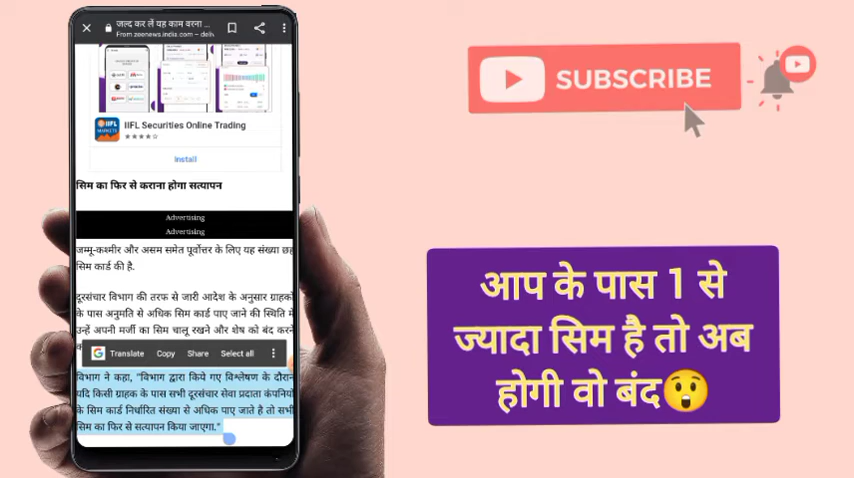 जल्द कर लें यह काम वरना ...
From zeenews.india.com – deliv
IIFL Securities Online Trading
Install
सिम का फिर से कराना होगा सत्यापन
Advertising
Advertising
जम्मू-कश्मीर और असम समेत पूर्वोत्तर के लिए यह संख्या छह
सिम कार्ड की है.
दूरसंचार विभाग की तरफ से जारी आदेश के अनुसार ग्राहकों
के पास अनुमति से अधिक सिम कार्ड पाए जाने की स्थिति में
उन्हें अपनी मर्जी का सिम चालू रखने और शेष को बंद करने
Translate Copy Share Select all
विभाग ने कहा, "विभाग द्वारा किये गए विश्लेषण के दौरान
यदि किसी ग्राहक के पास सभी दूरसंचार सेवा प्रदाता कंपनियों
के सिम कार्ड निर्धारित संख्या से अधिक पाए जाते है तो सभी
सिम का फिर से सत्यापन किया जाएगा."
SUBSCRIBE
आप के पास 1 से
ज्यादा सिम है तो अब
होगी वो बंद😲